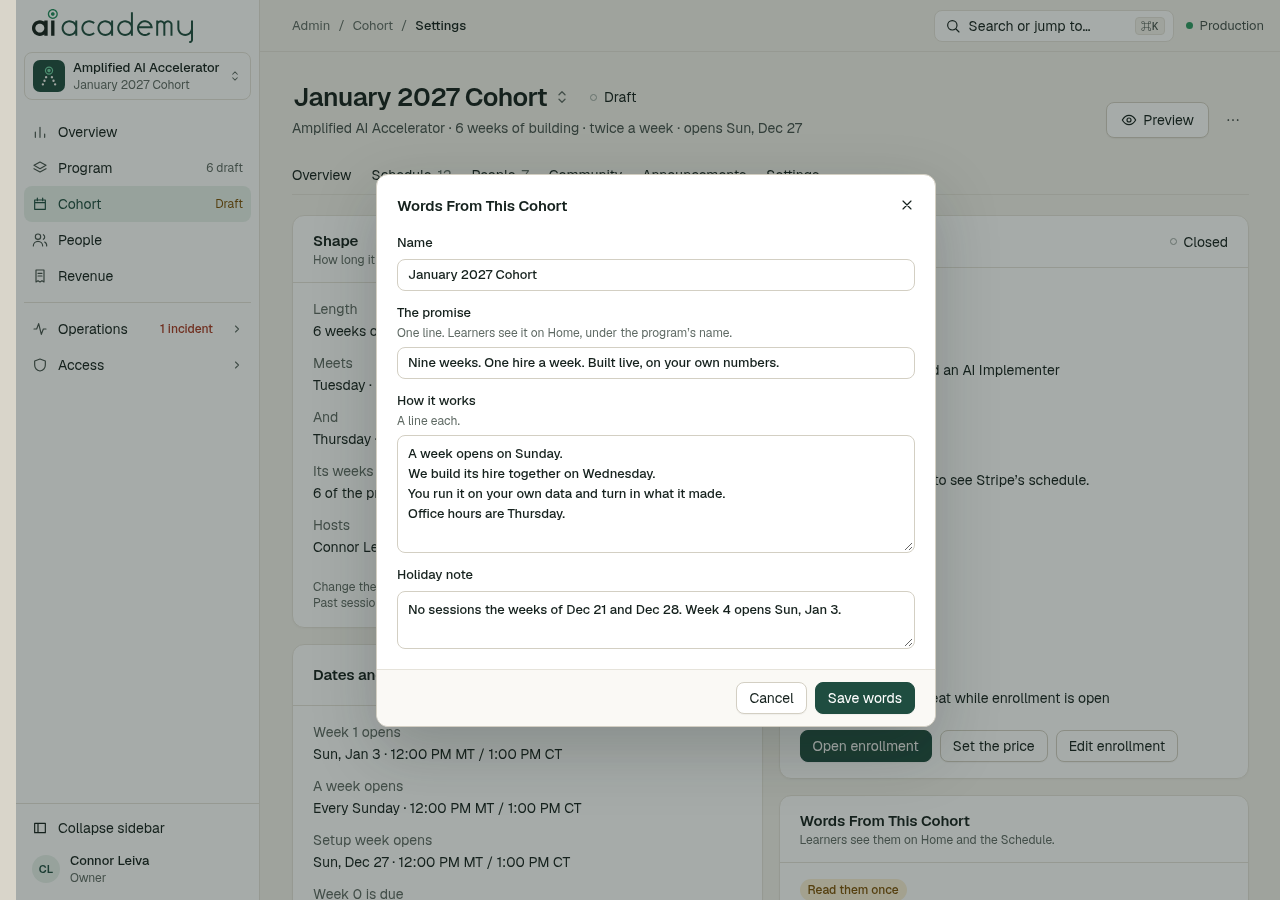 ai academy
Admin / Cohort / Settings
Search or jump to...
⌘K
Production
Amplified AI Accelerator
January 2027 Cohort
Overview
Program
6 draft
Cohort
Draft
People
Revenue
Operations
1 incident
Access
Collapse sidebar
CL
Connor Leiva
Owner
January 2027 Cohort
Draft
Amplified AI Accelerator · 6 weeks of building · twice a week · opens Sun, Dec 27
Preview
Overview
Schedule 12
People 7
Community
Announcements
Settings
Shape
How long it
Length
6 weeks o
Meets
Tuesday ·
And
Thursday
Its weeks
6 of the p
Hosts
Connor Le
Change the
Past sessio
Closed
an AI Implementer
to see Stripe's schedule.
eat while enrollment is open
Open enrollment
Set the price
Edit enrollment
Words From This Cohort
Name
January 2027 Cohort
The promise
One line. Learners see it on Home, under the program's name.
Nine weeks. One hire a week. Built live, on your own numbers.
How it works
A line each.
A week opens on Sunday.
We build its hire together on Wednesday.
You run it on your own data and turn in what it made.
Office hours are Thursday.
Holiday note
No sessions the weeks of Dec 21 and Dec 28. Week 4 opens Sun, Jan 3.
Cancel
Save words
Dates an
Week 1 opens
Sun, Jan 3 · 12:00 PM MT / 1:00 PM CT
A week opens
Every Sunday · 12:00 PM MT / 1:00 PM CT
Setup week opens
Sun, Dec 27 · 12:00 PM MT / 1:00 PM CT
Week 0 is due
Words From This Cohort
Learners see them on Home and the Schedule.
Read them once